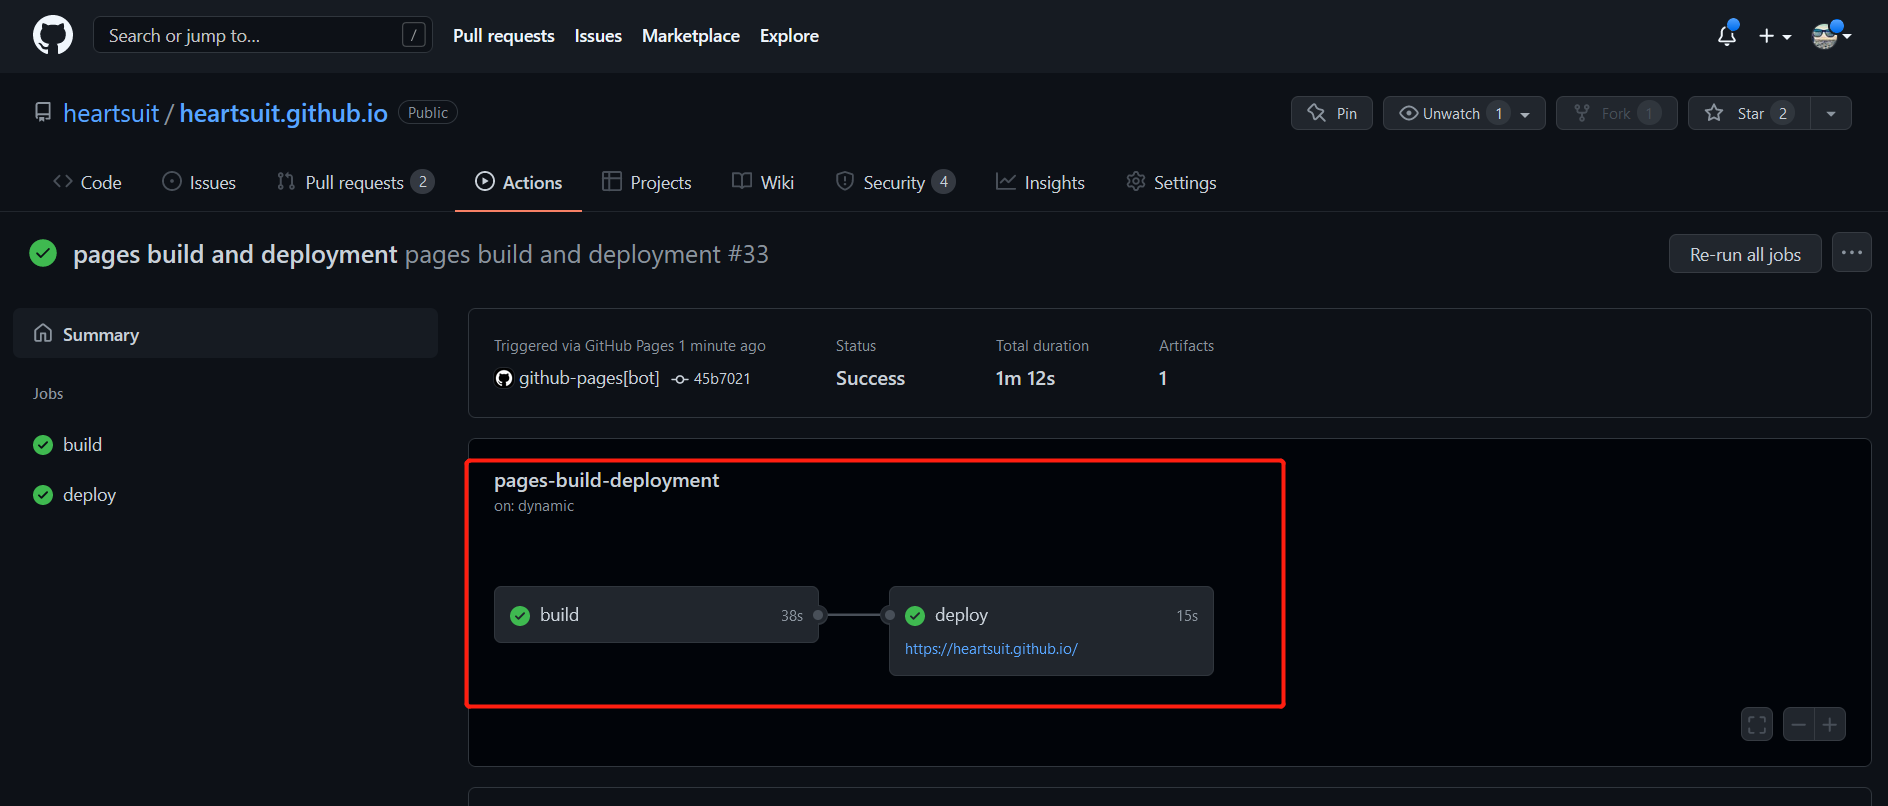 Search or jump to... / Pull requests Issues Marketplace Explore
heartsuit / heartsuit.github.io Public Pin Unwatch 1 Fork 1 Star 2
Code Issues Pull requests 2 Actions Projects Wiki Security 4 Insights Settings
pages build and deployment pages build and deployment #33 Re-run all jobs ...
Summary
Jobs
build
deploy
Triggered via GitHub Pages 1 minute ago Status Total duration Artifacts
github-pages[bot] 45b7021 Success 1m 12s 1
pages-build-deployment
on: dynamic
build 38s deploy 15s
https://heartsuit.github.io/